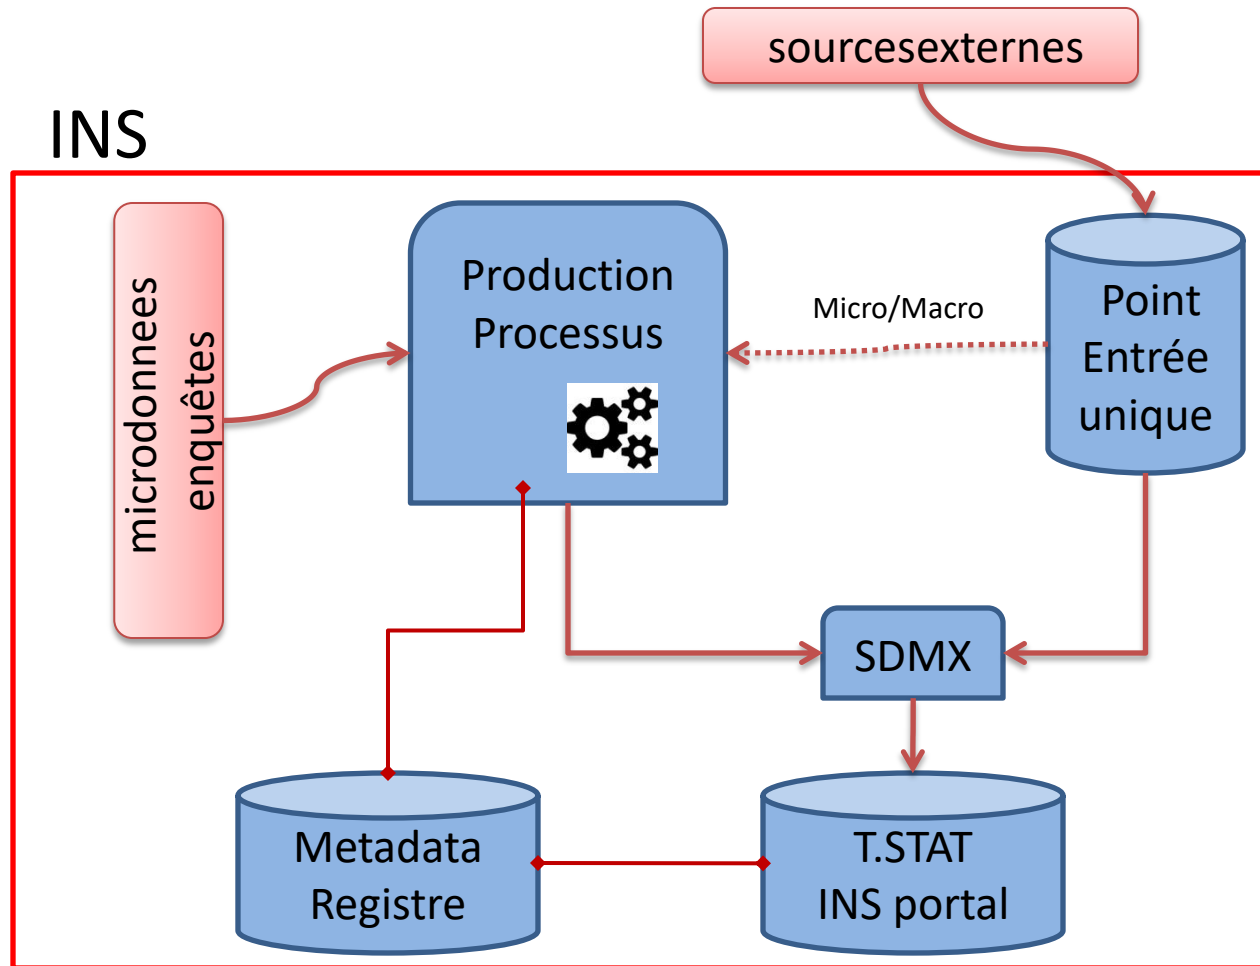 sourcesexternes
INS
microdonnees
enquêtes
Production
Processus
Micro/Macro
Point
Entrée
unique
SDMX
Metadata
Registre
T.STAT
INS portal